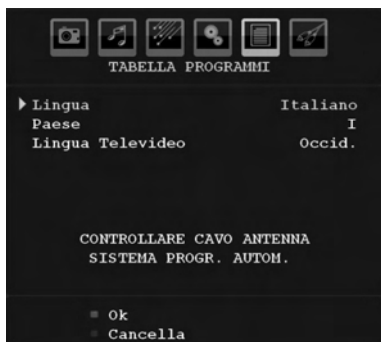 TABELLA PROGRAMMI
Lingua Italiano
Paese I
Lingua Televideo Occid.
CONTROLLARE CAVO ANTENNA
SISTEMA PROGR. AUTOM.
Ok
Cancella